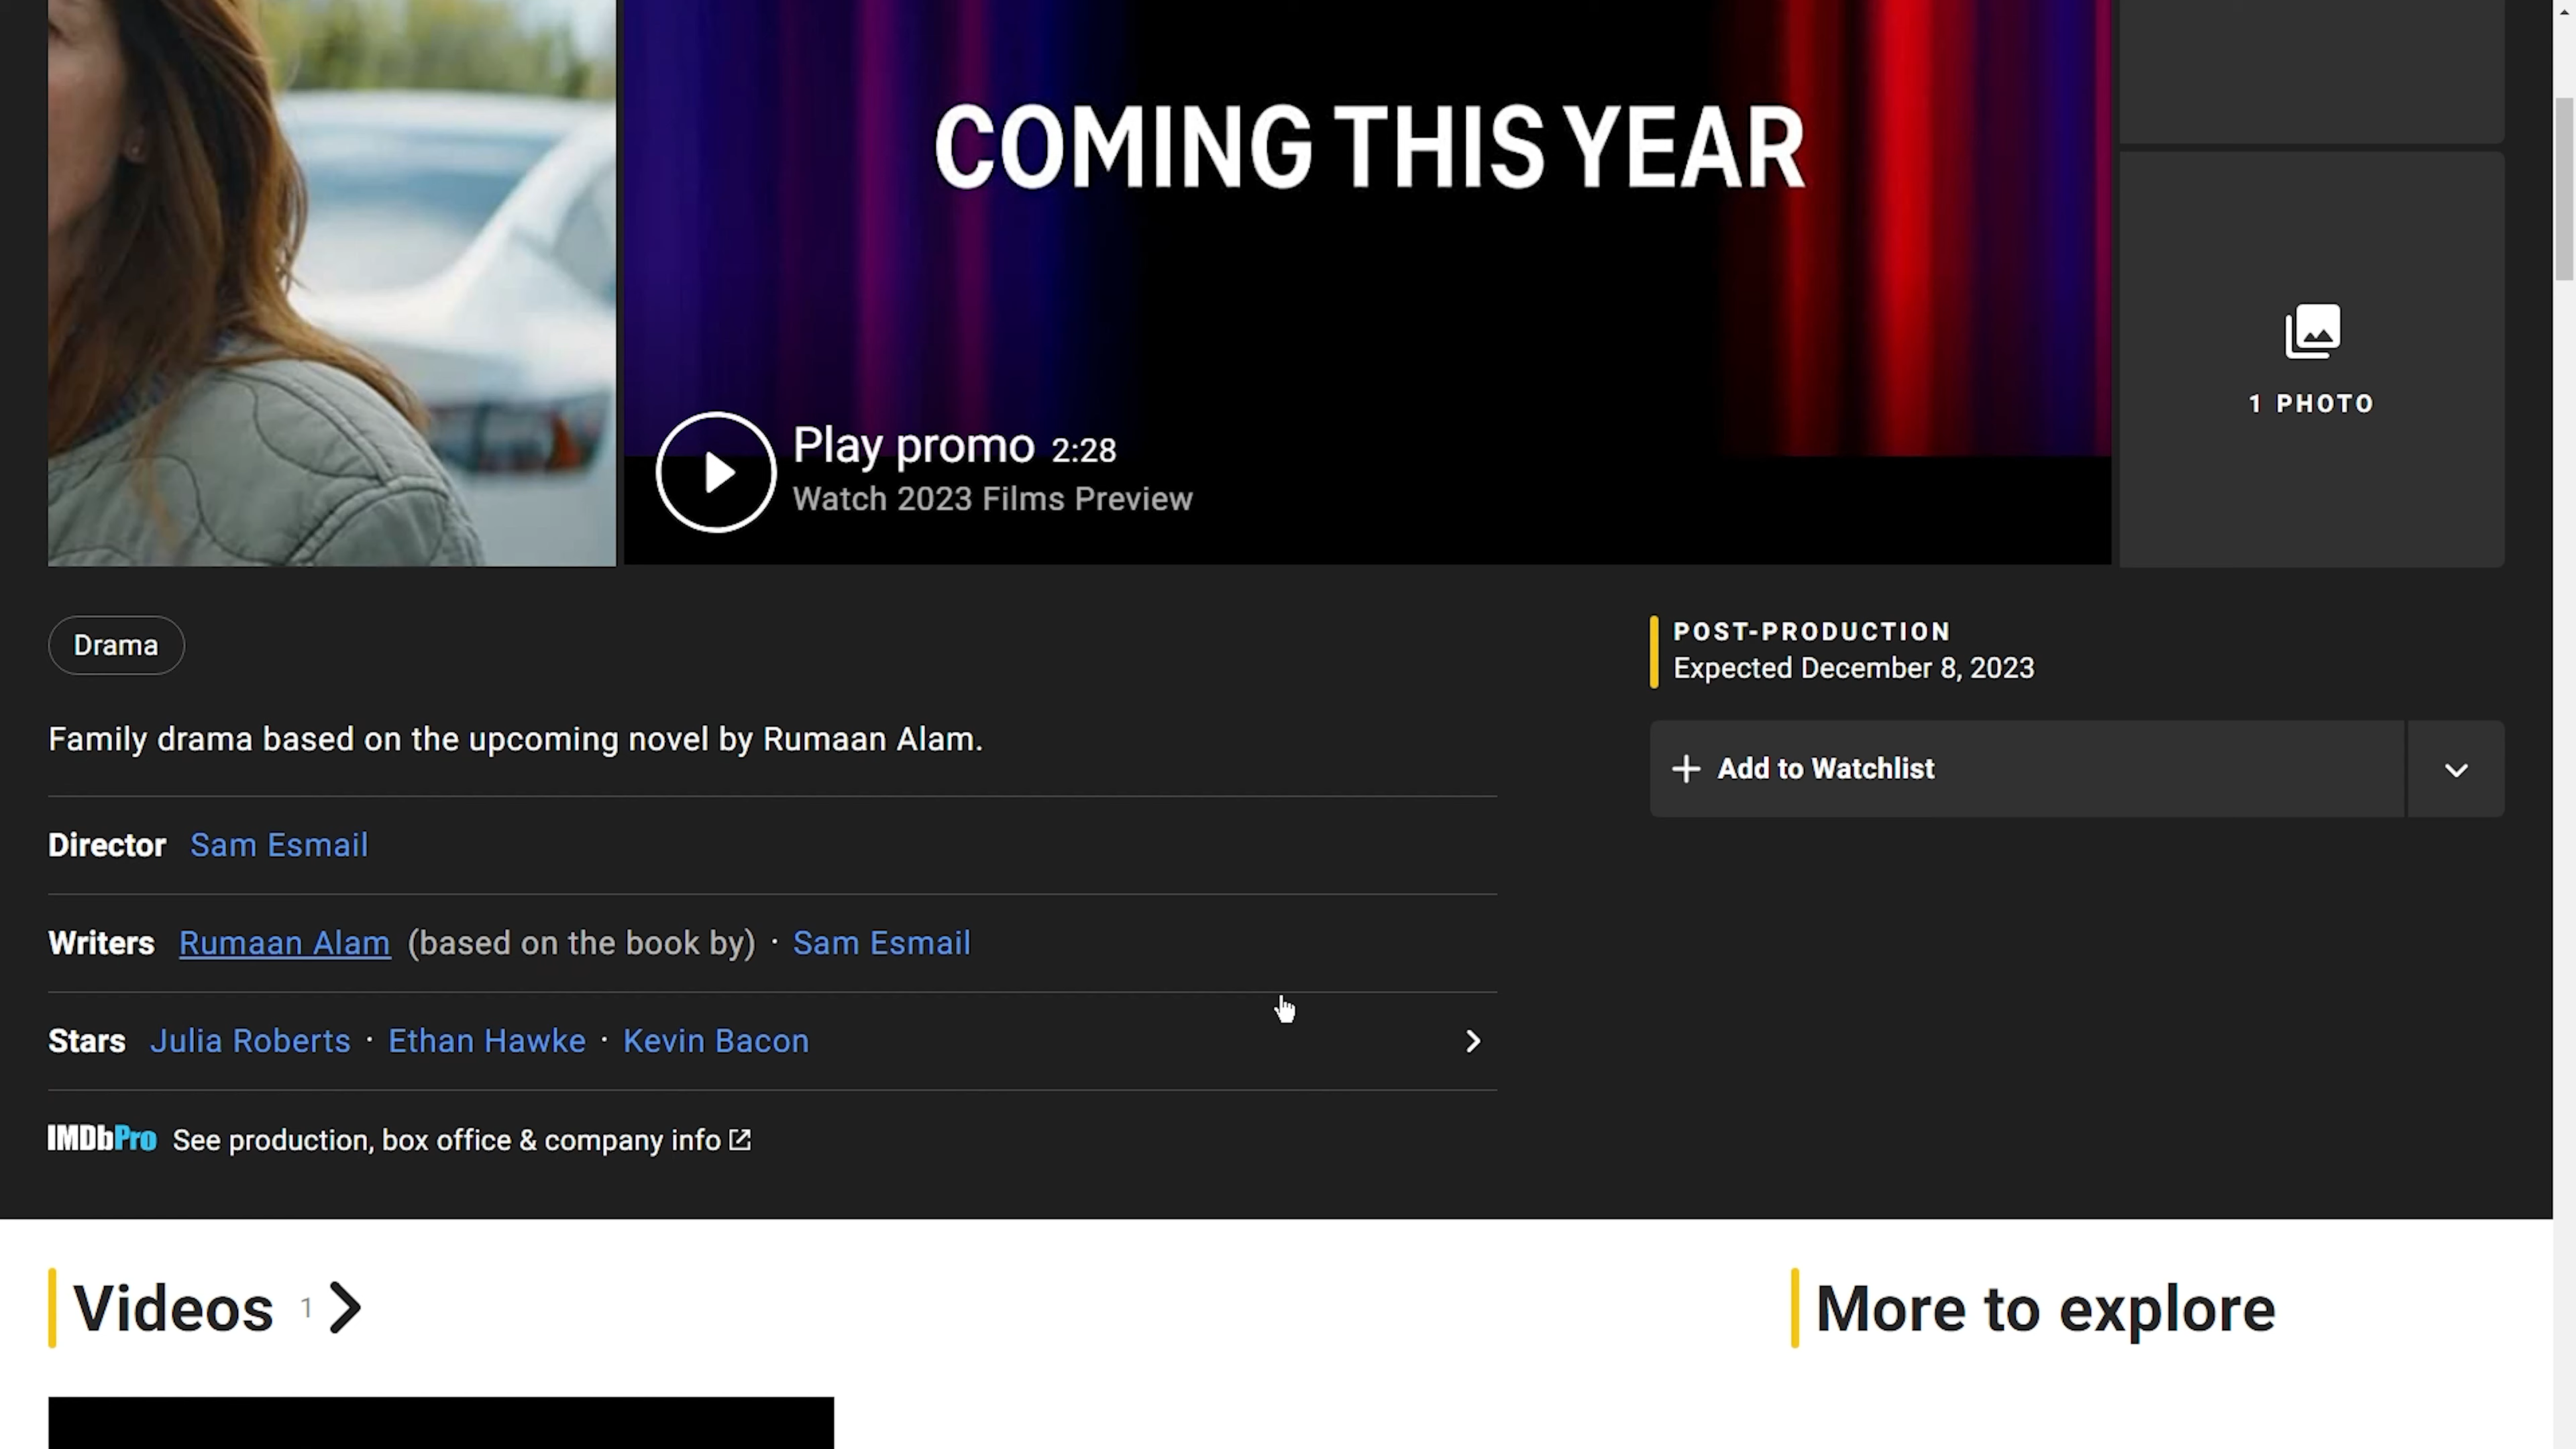 COMING THIS YEAR
Play promo 2:28
Watch 2023 Films Preview
1 PHOTO
Drama
POST-PRODUCTION
Expected December 8, 2023
Family drama based on the upcoming novel by Rumaan Alam.
Add to Watchlist
Director Sam Esmail
Writers Rumaan Alam (based on the book by) · Sam Esmail
Stars Julia Roberts · Ethan Hawke · Kevin Bacon
IMDbPro See production, box office & company info
Videos 1
More to explore